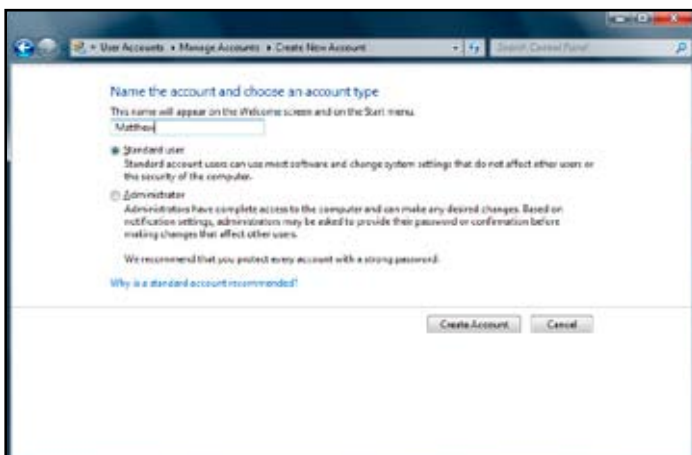 User Accounts Manage Accounts Create New Account Search Control Panel
Name the account and choose an account type
This name will appear on the Welcome screen and on the Start menu.
Matthew
Standard user
Standard account users can use most software and change system settings that do not affect other users or
the security of the computer.
Administrator
Administrators have complete access to the computer and can make any desired changes. Based on
notification settings, administrators may be asked to provide their password or confirmation before
making changes that affect other users.
We recommend that you protect every account with a strong password.
Why is a standard account recommended?
Create Account Cancel